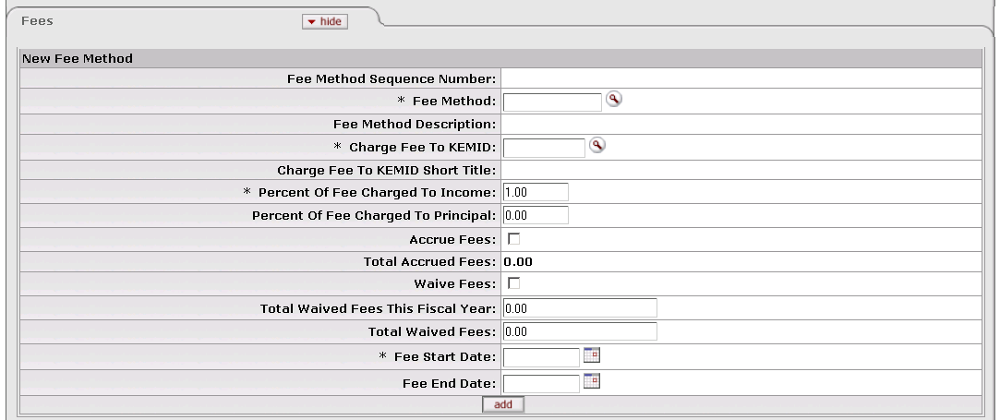 Fees
hide
New Fee Method
Fee Method Sequence Number:
* Fee Method:
Fee Method Description:
* Charge Fee To KEMID:
Charge Fee To KEMID Short Title:
* Percent Of Fee Charged To Income: 1.00
Percent Of Fee Charged To Principal: 0.00
Accrue Fees:
Total Accrued Fees: 0.00
Waive Fees:
Total Waived Fees This Fiscal Year: 0.00
Total Waived Fees: 0.00
* Fee Start Date:
Fee End Date:
add